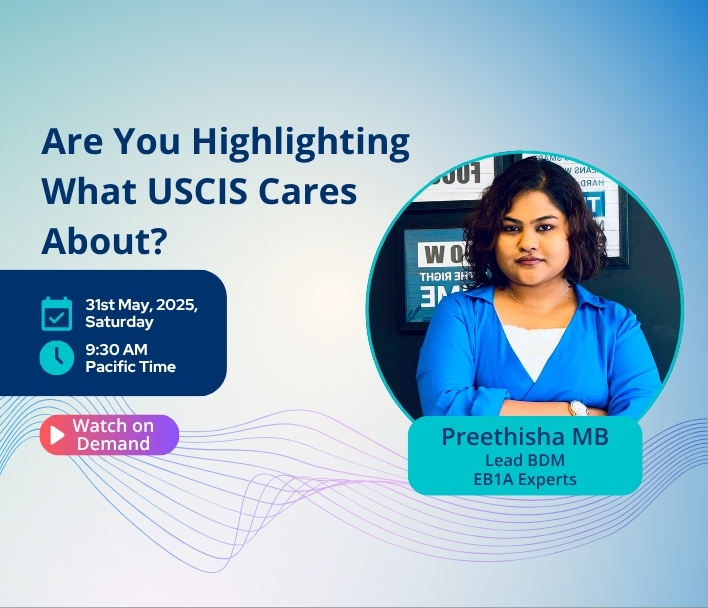 Are You Highlighting
What USCIS Cares
About?
31st May, 2025,
Saturday
9:30 AM
Pacific Time
Watch on
Demand
Preethisha MB
Lead BDM
EB1A Experts